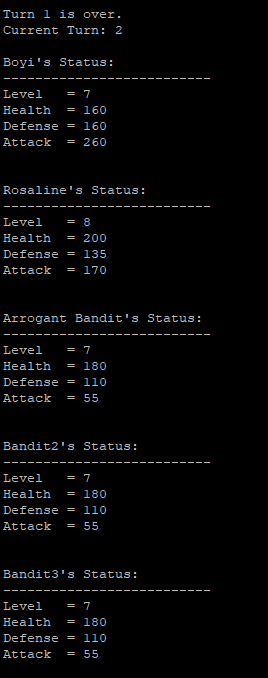 Turn 1 is over.
Current Turn: 2
Boyi's Status:
--------------------------
Level   = 7
Health  = 160
Defense = 160
Attack  = 260
Rosaline's Status:
--------------------------
Level   = 8
Health  = 200
Defense = 135
Attack  = 170
Arrogant Bandit's Status:
--------------------------
Level   = 7
Health  = 180
Defense = 110
Attack  = 55
Bandit2's Status:
--------------------------
Level   = 7
Health  = 180
Defense = 110
Attack  = 55
Bandit3's Status:
--------------------------
Level   = 7
Health  = 180
Defense = 110
Attack  = 55